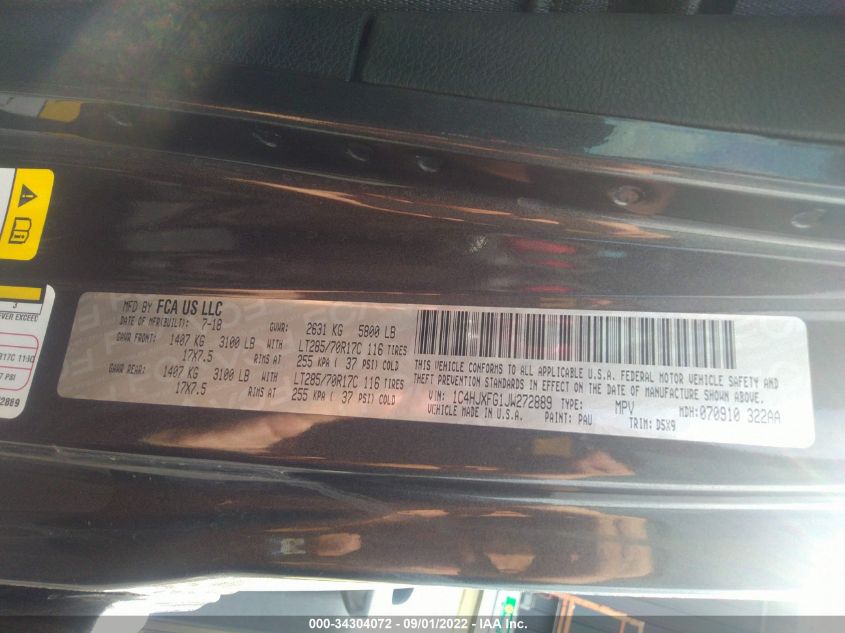 3
EVER EXCEED
PSI
2889
MFD BY FCA US LLC
DATE OF MFR(BUILT): 7-18 GVWR: 2631 KG 5800 LB
GAWR FRONT: 1407 KG 3100 LB WITH LT285/70R17C 116 TIRES
17X7.5 RIMS AT 255 KPA ( 37 PSI) COLD
GAWR REAR: 1407 KG 3100 LB WITH LT285/70R17C 116 TIRES
17X7.5 RIMS AT 255 KPA ( 37 PSI) COLD
THIS VEHICLE CONFORMS TO ALL APPLICABLE U.S.A. FEDERAL MOTOR VEHICLE SAFETY AND
THEFT PREVENTION STANDARDS IN EFFECT ON THE DATE OF MANUFACTURE SHOWN ABOVE.
VIN: 1C4HJXFG1JW272889 TYPE: MPV MDH: 070910 322AA
VEHICLE MADE IN U.S.A. PAINT: PAU TRIM: D5X9
000-34304072 - 09/01/2022 - IAA Inc.